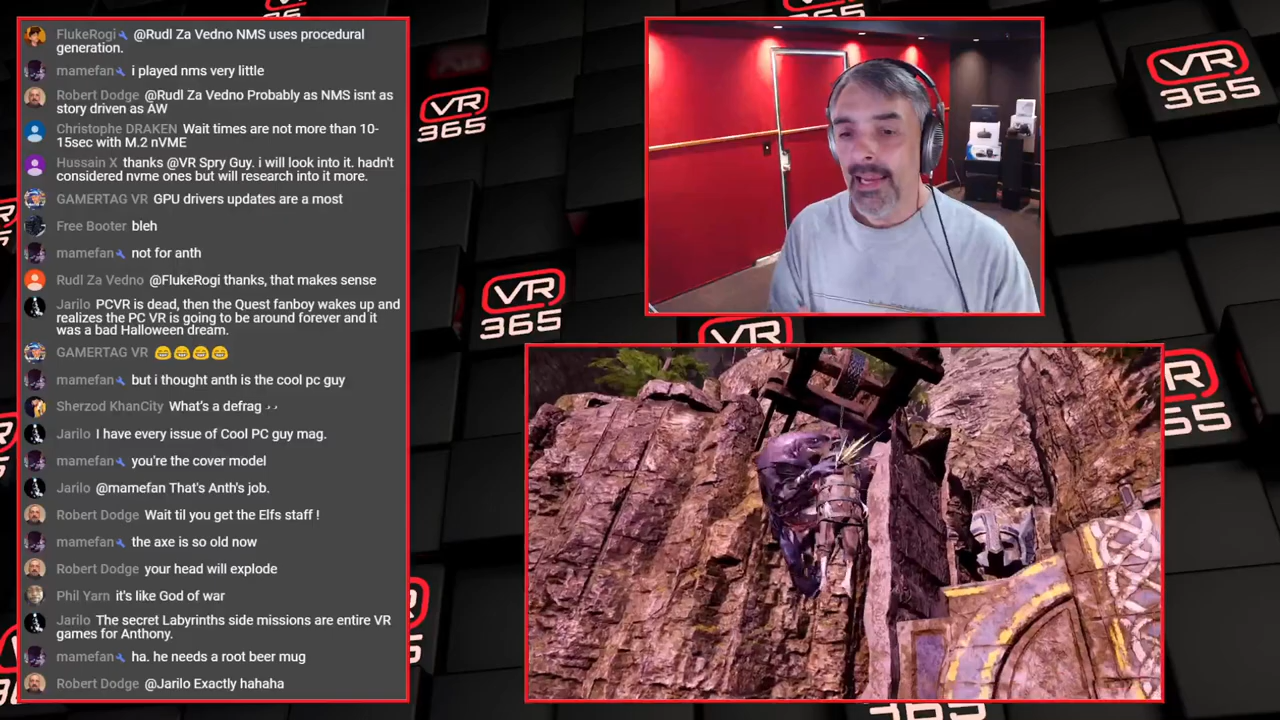 FlukeRogi @Rudl Za Vedno NMS uses procedural
generation.
mamefan i played nms very little
Robert Dodge @Rudl Za Vedno Probably as NMS isnt as
story driven as AW
Christophe DRAKEN Wait times are not more than 10-
15sec with M.2 nVME
Hussain X thanks @VR Spry Guy. i will look into it. hadn't
considered nvme ones but will research into it more.
GAMERTAG VR GPU drivers updates are a most
Free Booter bleh
mamefan not for anth
Rudl Za Vedno @FlukeRogi thanks, that makes sense
Jarilo PCVR is dead, then the Quest fanboy wakes up and
realizes the PC VR is going to be around forever and it
was a bad Halloween dream.
GAMERTAG VR 😂😂😂😂
mamefan but i thought anth is the cool pc guy
Sherzod KhanCity What's a defrag
Jarilo I have every issue of Cool PC guy mag.
mamefan you're the cover model
Jarilo @mamefan That's Anth's job.
Robert Dodge Wait til you get the Elfs staff !
mamefan the axe is so old now
Robert Dodge your head will explode
Phil Yarn it's like God of war
Jarilo The secret Labyrinths side missions are entire VR
games for Anthony.
mamefan ha. he needs a root beer mug
Robert Dodge @Jarilo Exactly hahaha
365
365
VR
365
VR
365
VR
365
VR
R
65
365